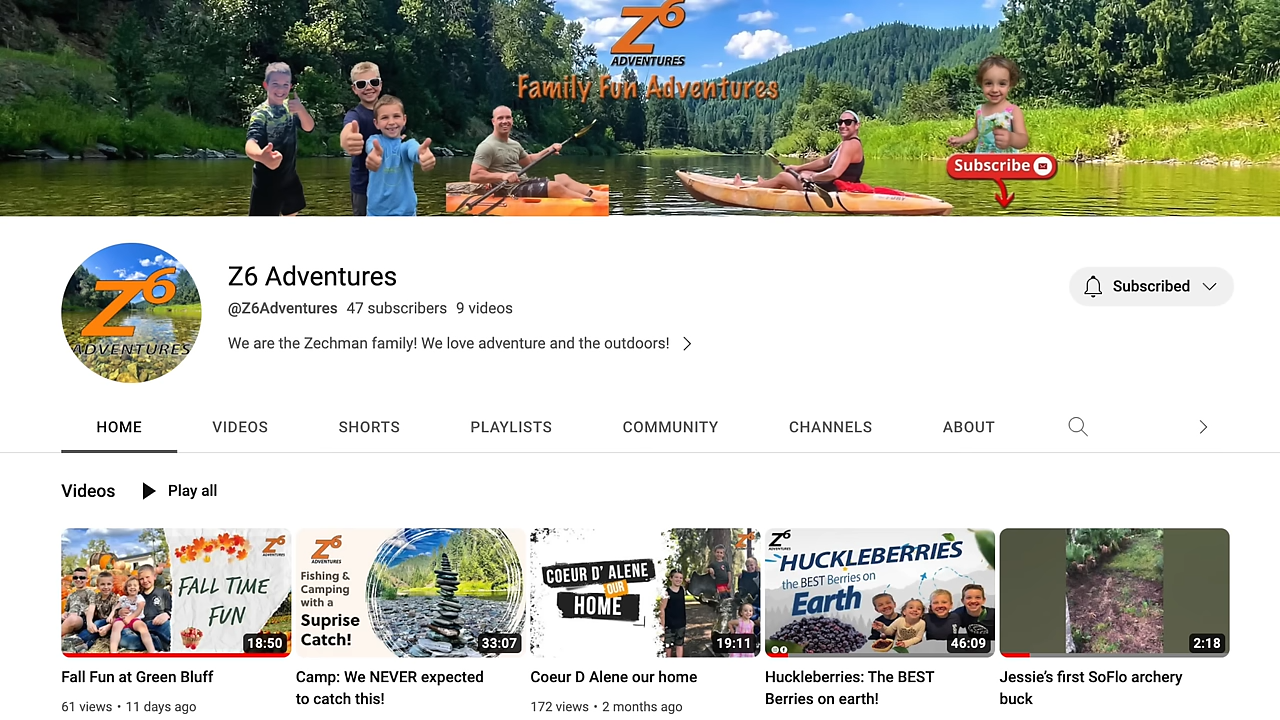 Z6
ADVENTURES
Family Fun Adventures
Subscribe
Z6
ADVENTURES
Z6 Adventures
@Z6Adventures 47 subscribers 9 videos
We are the Zechman family! We love adventure and the outdoors!
Subscribed
HOME VIDEOS SHORTS PLAYLISTS COMMUNITY CHANNELS ABOUT
Videos Play all
Z6
ADVENTURES
FALL TIME
FUN
18:50
Z6
ADVENTURES
Fishing &
Camping
with a
Suprise
Catch!
33:07
COEUR D' ALENE
OUR
HOME
Z6
19:11
Z6
ADVENTURES
HUCKLEBERRIES
the BEST Berries on
Earth
46:09
2:18
Fall Fun at Green Bluff
61 views • 11 days ago
Camp: We NEVER expected
to catch this!
Coeur D Alene our home
172 views • 2 months ago
Huckleberries: The BEST
Berries on earth!
Jessie’s first SoFlo archery
buck